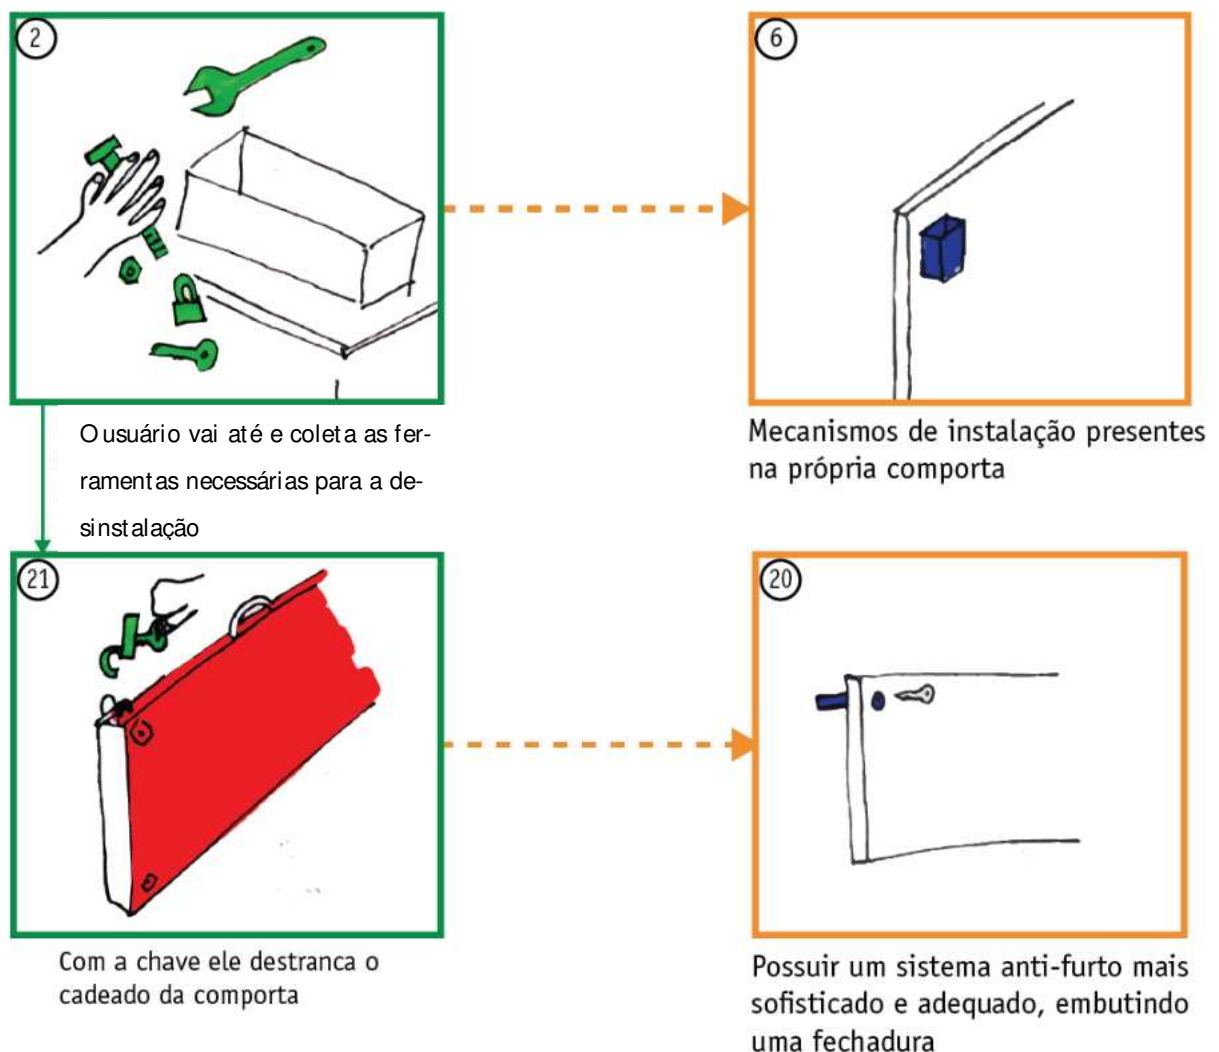 2
6
O usuário vai até e coleta as fer-
ramentas necessárias para a de-
sinstalação
Mecanismos de instalação presentes
na própria comporta
21
20
Com a chave ele destranca o
cadeado da comporta
Possuir um sistema anti-furto mais
sofisticado e adequado, embutindo
uma fechadura